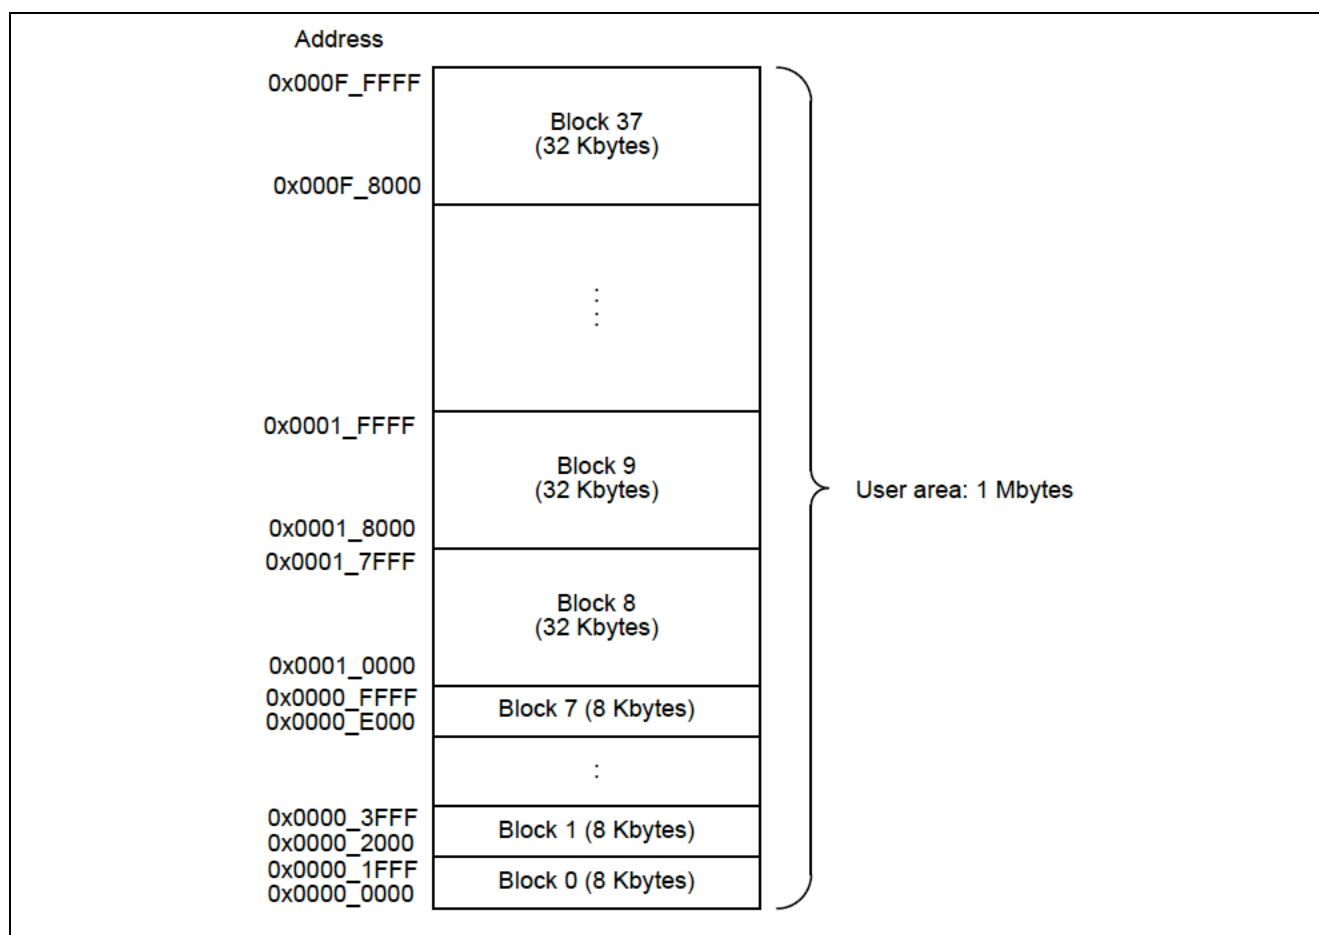 Address
0x000F_FFFF
Block 37
(32 Kbytes)
0x000F_8000
:
:
0x0001_FFFF
Block 9
(32 Kbytes)
User area: 1 Mbytes
0x0001_8000
0x0001_7FFF
Block 8
(32 Kbytes)
0x0001_0000
0x0000_FFFF
Block 7 (8 Kbytes)
0x0000_E000
:
0x0000_3FFF
Block 1 (8 Kbytes)
0x0000_2000
0x0000_1FFF
Block 0 (8 Kbytes)
0x0000_0000